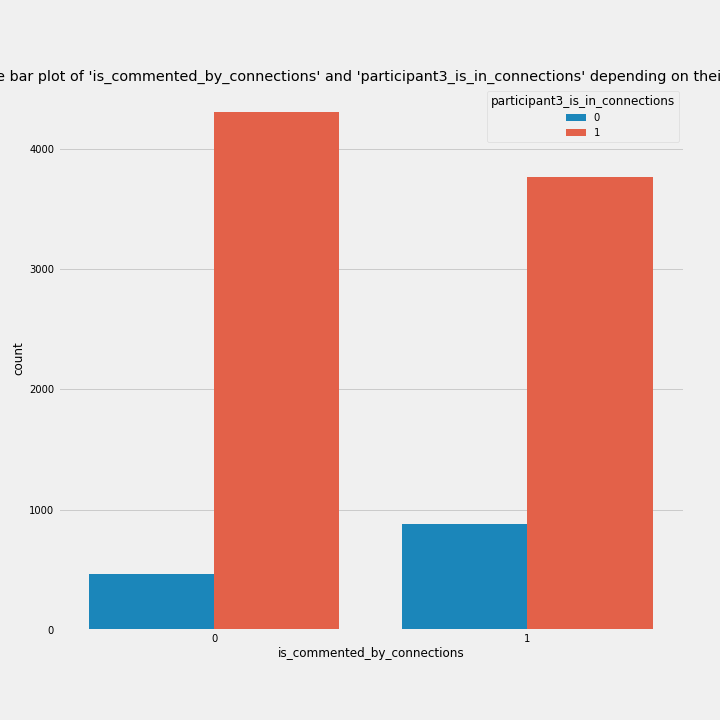 e bar plot of 'is_commented_by_connections' and 'participant3_is_in_connections' depending on thei
participant3_is_in_connections
0
1
4000
3000
2000
1000
0
count
0 1
is_commented_by_connections